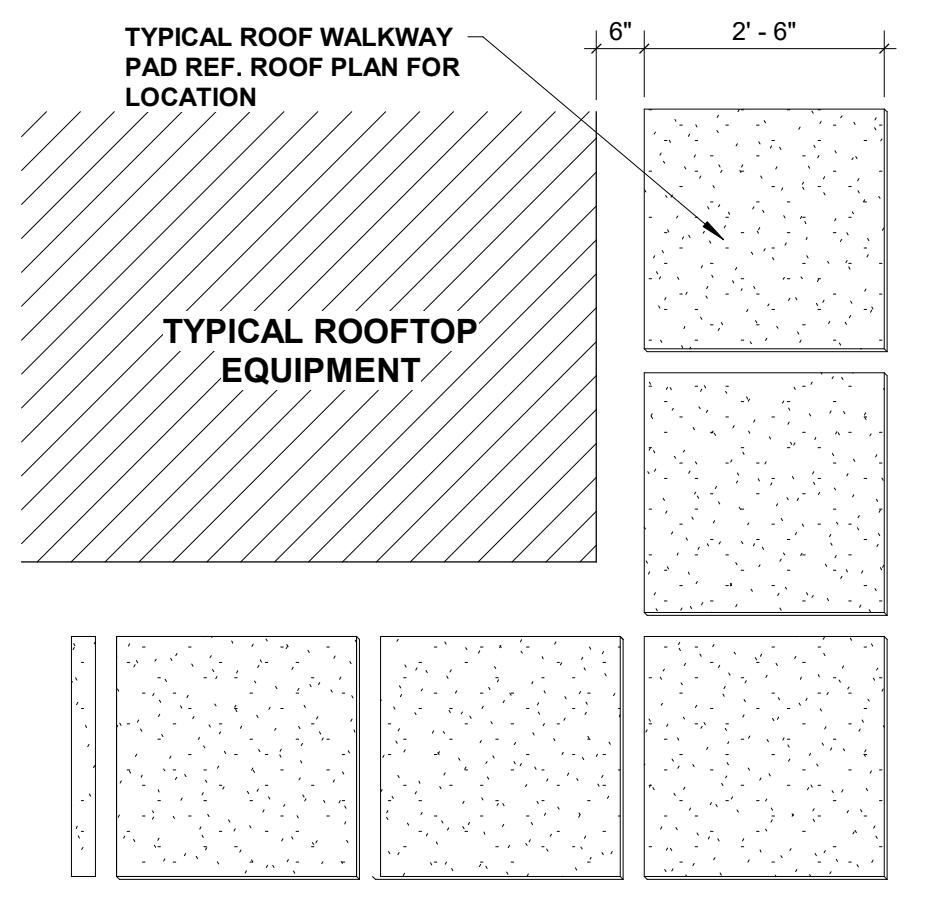 TYPICAL ROOF WALKWAY
PAD REF. ROOF PLAN FOR
LOCATION
6"
2' - 6"
TYPICAL ROOFTOP
EQUIPMENT